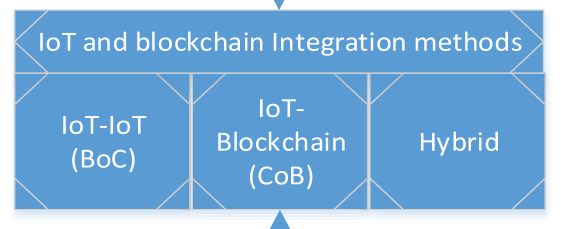 IoT and blockchain Integration methods
IoT-IoT
(BoC)
IoT-
Blockchain
(CoB)
Hybrid